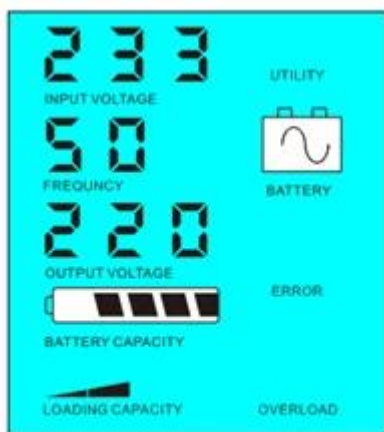 233
UTILITY
INPUT VOLTAGE
50
FREQUNCY
BATTERY
220
OUTPUT VOLTAGE
ERROR
BATTERY CAPACITY
LOADING CAPACITY
OVERLOAD